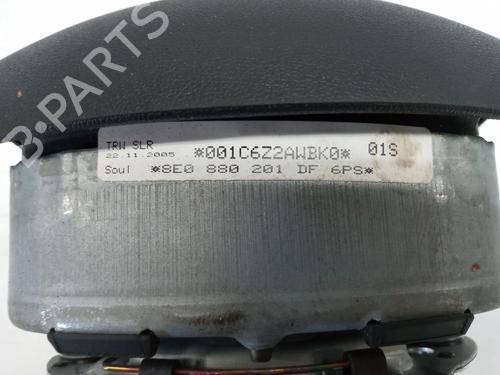 B-PARTS
TRW SLR
22.11.2005 *001C6Z2AWBK0* 01S
Soul *8E0 880 201 DF 6PS*